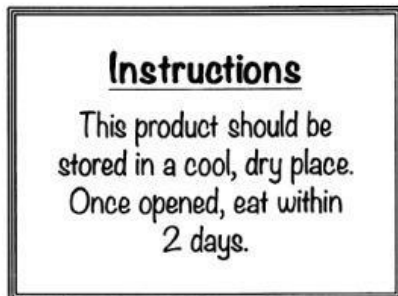 Instructions
This product should be
stored in a cool, dry place.
Once opened, eat within
2 days.